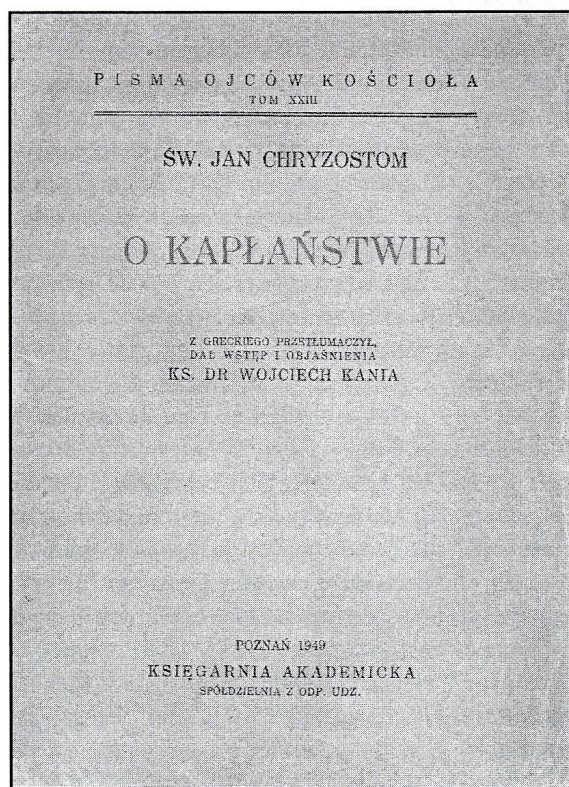 PISMA OJCÓW KOŚCIOŁA
TOM XXIII
ŚW. JAN CHRYZOSTOM
O KAPŁAŃSTWIE
Z GRECKIEGO PRZETŁUMACZYŁ,
DAŁ WSTĘP I OBJAŚNIENIA
KS. DR WOJCIECH KANIA
POZNAŃ 1949
KSIĘGARNIA AKADEMICKA
SPÓŁDZIELNIA Z ODP. UDZ.